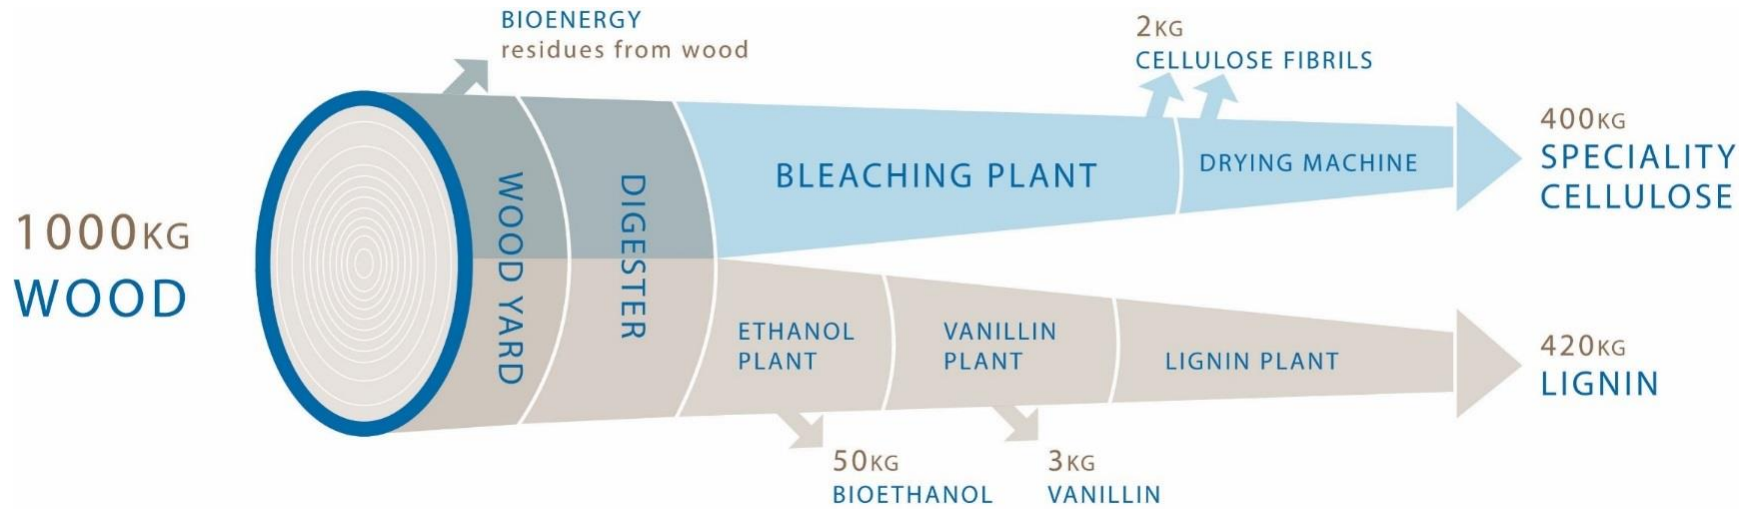 BIOENERGY
residues from wood
2KG
CELLULOSE FIBRILS
1000KG
WOOD
WOOD YARD
DIGESTER
BLEACHING PLANT
DRYING MACHINE
400KG
SPECIALITY
CELLULOSE
ETHANOL
PLANT
VANILLIN
PLANT
LIGNIN PLANT
420KG
LIGNIN
50KG
BIOETHANOL
3KG
VANILLIN